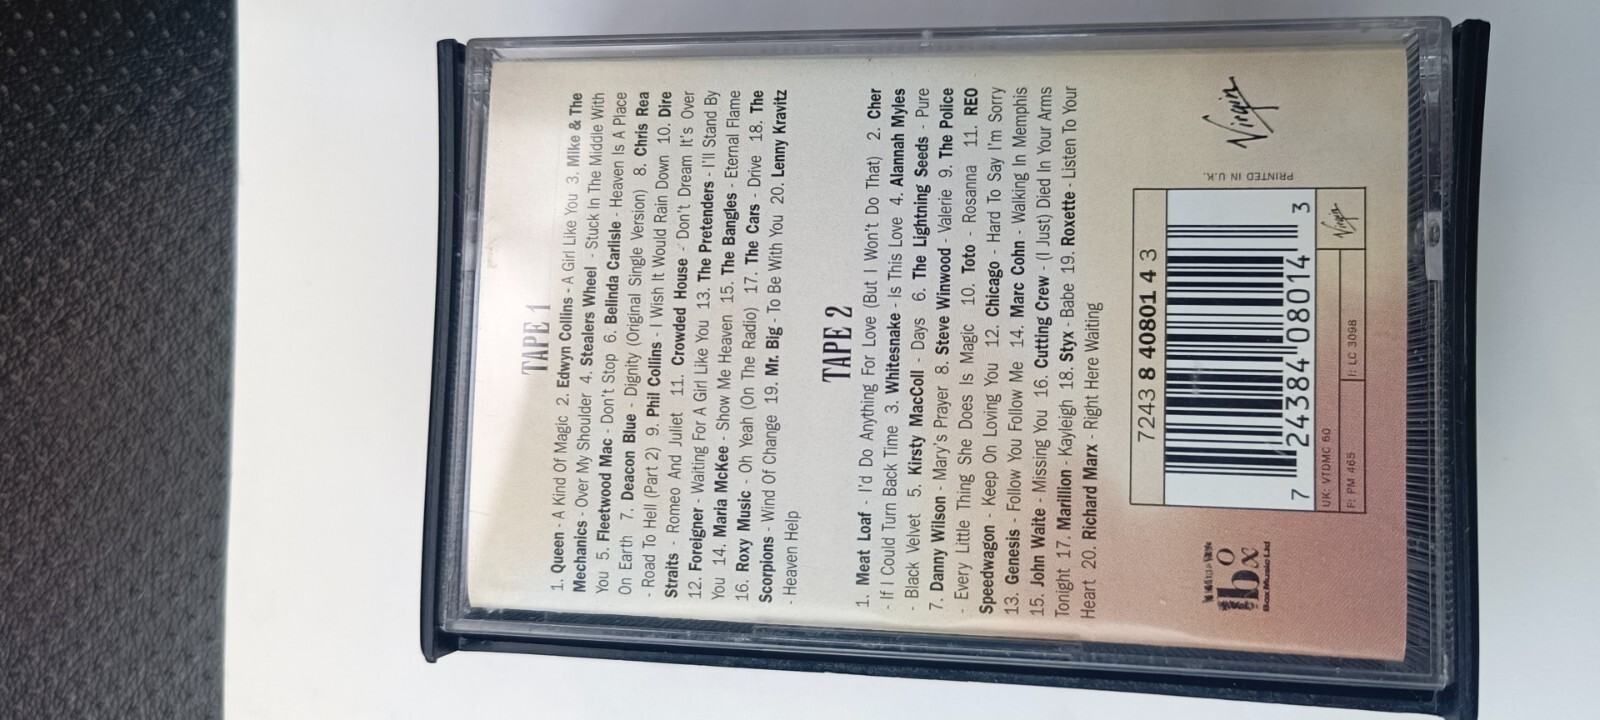 TAPE 1
1. Queen - A Kind Of Magic 2. Edwyn Collins - A Girl Like You 3. Mike & The
Mechanics - Over My Shoulder 4. Stealers Wheel - Stuck In The Middle With
You 5. Fleetwood Mac - Don't Stop 6. Belinda Carlisle - Heaven Is A Place
On Earth 7. Deacon Blue - Dignity (Original Single Version) 8. Chris Rea
- Road To Hell (Part 2) 9. Phil Collins - I Wish It Would Rain Down 10. Dire
Straits - Romeo And Juliet 11. Crowded House - Don't Dream It's Over
12. Foreigner - Waiting For A Girl Like You 13. The Pretenders - I'll Stand By
You 14. Maria McKee - Show Me Heaven 15. The Bangles - Eternal Flame
16. Roxy Music - Oh Yeah (On The Radio) 17. The Cars - Drive 18. The
Scorpions - Wind Of Change 19. Mr. Big - To Be With You 20. Lenny Kravitz
- Heaven Help
TAPE 2
1. Meat Loaf - I'd Do Anything For Love (But I Won't Do That) 2. Cher
- If I Could Turn Back Time 3. Whitesnake - Is This Love 4. Alannah Myles
- Black Velvet 5. Kirsty MacColl - Days 6. The Lightning Seeds - Pure
7. Danny Wilson - Mary's Prayer 8. Steve Winwood - Valerie 9. The Police
- Every Little Thing She Does Is Magic 10. Toto - Rosanna 11. REO
Speedwagon - Keep On Loving You 12. Chicago - Hard To Say I'm Sorry
13. Genesis - Follow You Follow Me 14. Marc Cohn - Walking In Memphis
15. John Waite - Missing You 16. Cutting Crew - (I Just) Died In Your Arms
Tonight 17. Marillion - Kayleigh 18. Styx - Babe 19. Roxette - Listen To Your
Heart 20. Richard Marx - Right Here Waiting
7243 8 40801 4 3
7 24384 08014 3
UK: VTDMC 60
F: PM 465
I: LC 3098
Virgin
PRINTED IN U.K.
box
Box Music Ltd
Virgin